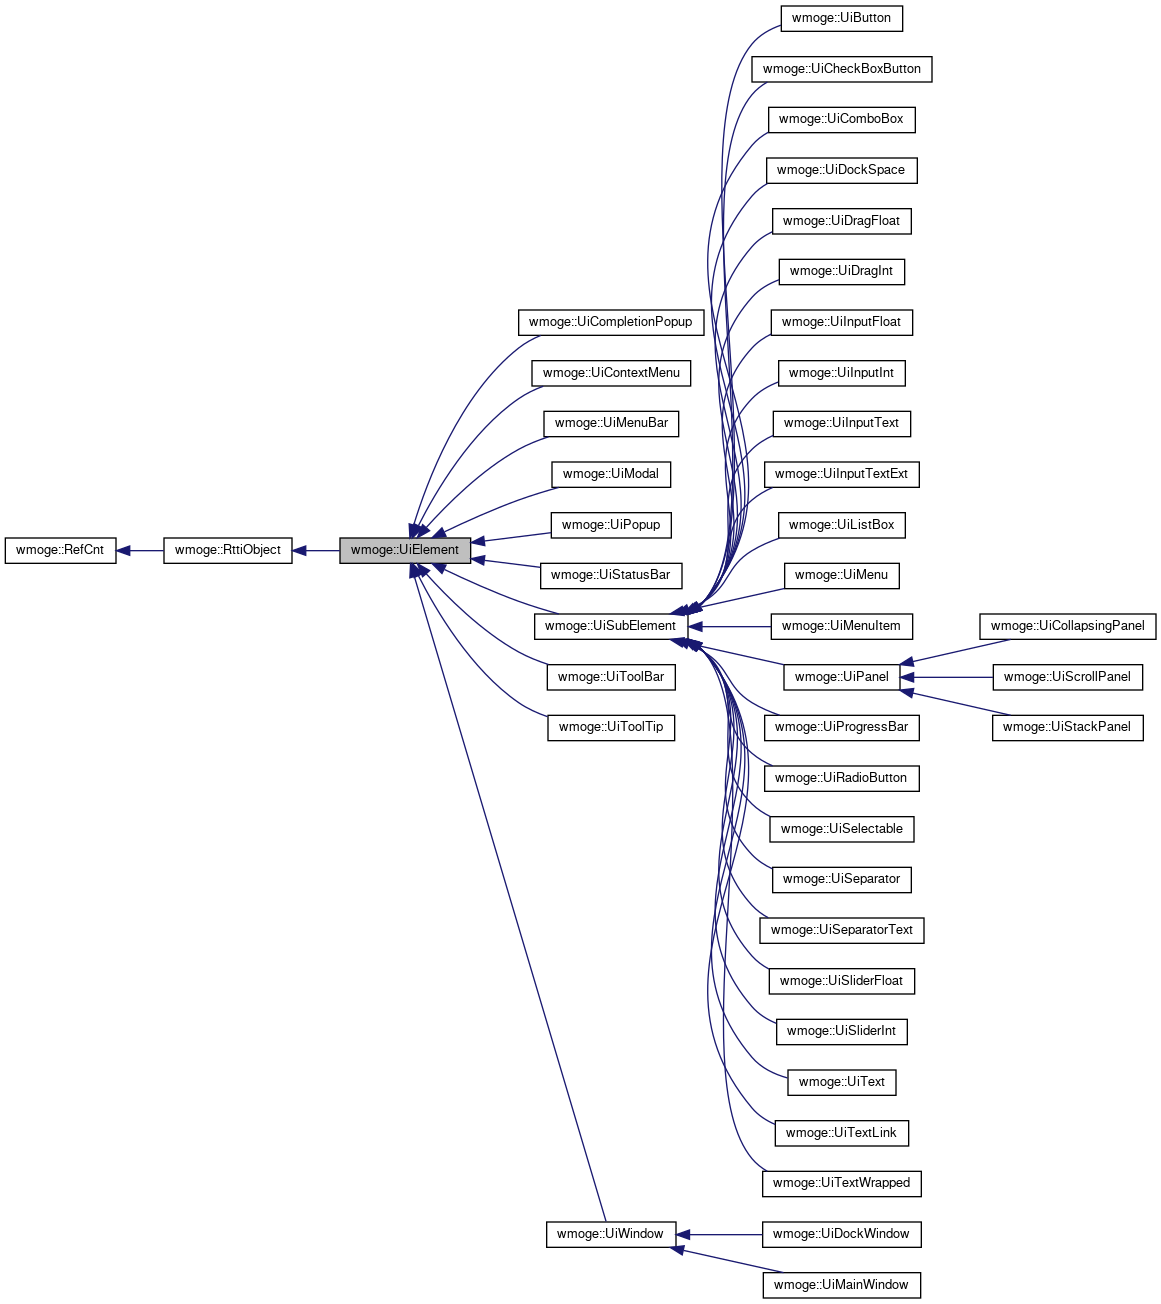 wmoge::UiButton
wmoge::UiCheckBoxButton
wmoge::UiComboBox
wmoge::UiDockSpace
wmoge::UiDragFloat
wmoge::UiDragInt
wmoge::UiCompletionPopup
wmoge::UiInputFloat
wmoge::UiContextMenu
wmoge::UiInputInt
wmoge::UiMenuBar
wmoge::UiInputText
wmoge::UiModal
wmoge::UiInputTextExt
wmoge::UiPopup
wmoge::UiListBox
wmoge::RefCnt
wmoge::RttiObject
wmoge::UiElement
wmoge::UiStatusBar
wmoge::UiMenu
wmoge::UiSubElement
wmoge::UiMenuItem
wmoge::UiCollapsingPanel
wmoge::UiToolBar
wmoge::UiPanel
wmoge::UiScrollPanel
wmoge::UiToolTip
wmoge::UiProgressBar
wmoge::UiStackPanel
wmoge::UiRadioButton
wmoge::UiSelectable
wmoge::UiSeparator
wmoge::UiSeparatorText
wmoge::UiSliderFloat
wmoge::UiSliderInt
wmoge::UiText
wmoge::UiTextLink
wmoge::UiTextWrapped
wmoge::UiWindow
wmoge::UiDockWindow
wmoge::UiMainWindow